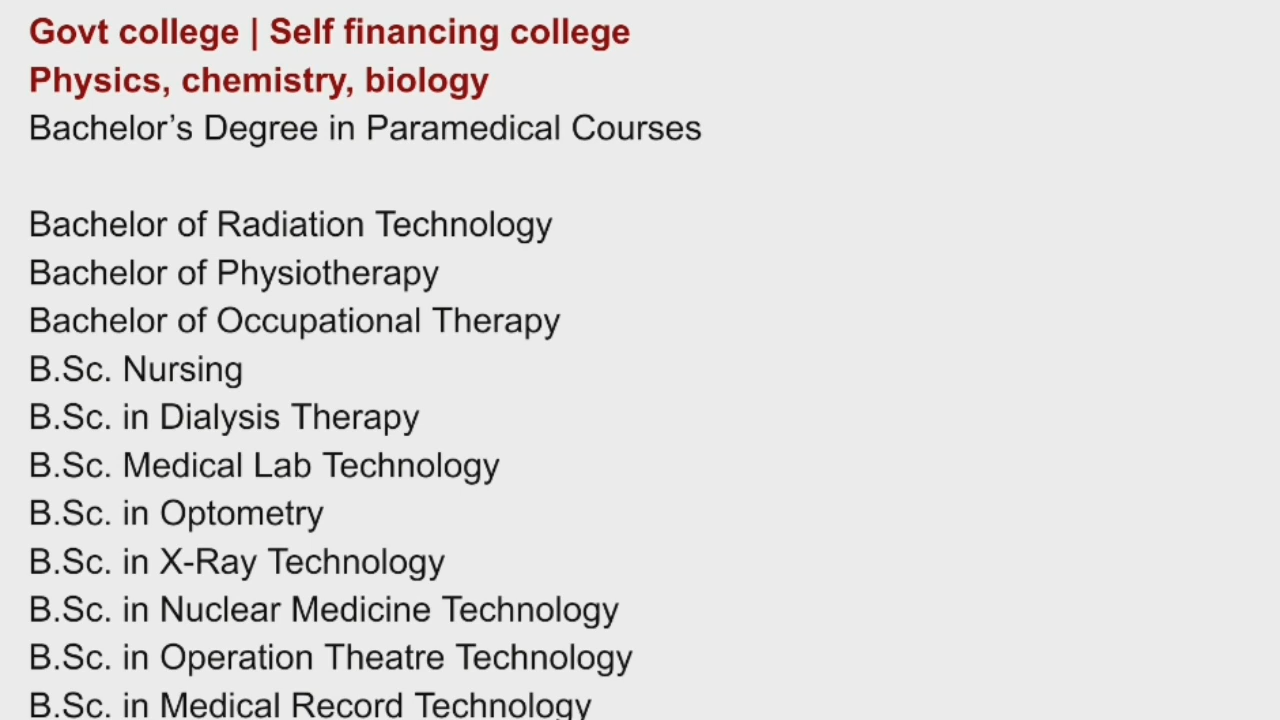 Govt college | Self financing college
Physics, chemistry, biology
Bachelor’s Degree in Paramedical Courses
Bachelor of Radiation Technology
Bachelor of Physiotherapy
Bachelor of Occupational Therapy
B.Sc. Nursing
B.Sc. in Dialysis Therapy
B.Sc. Medical Lab Technology
B.Sc. in Optometry
B.Sc. in X-Ray Technology
B.Sc. in Nuclear Medicine Technology
B.Sc. in Operation Theatre Technology
B.Sc. in Medical Record Technology